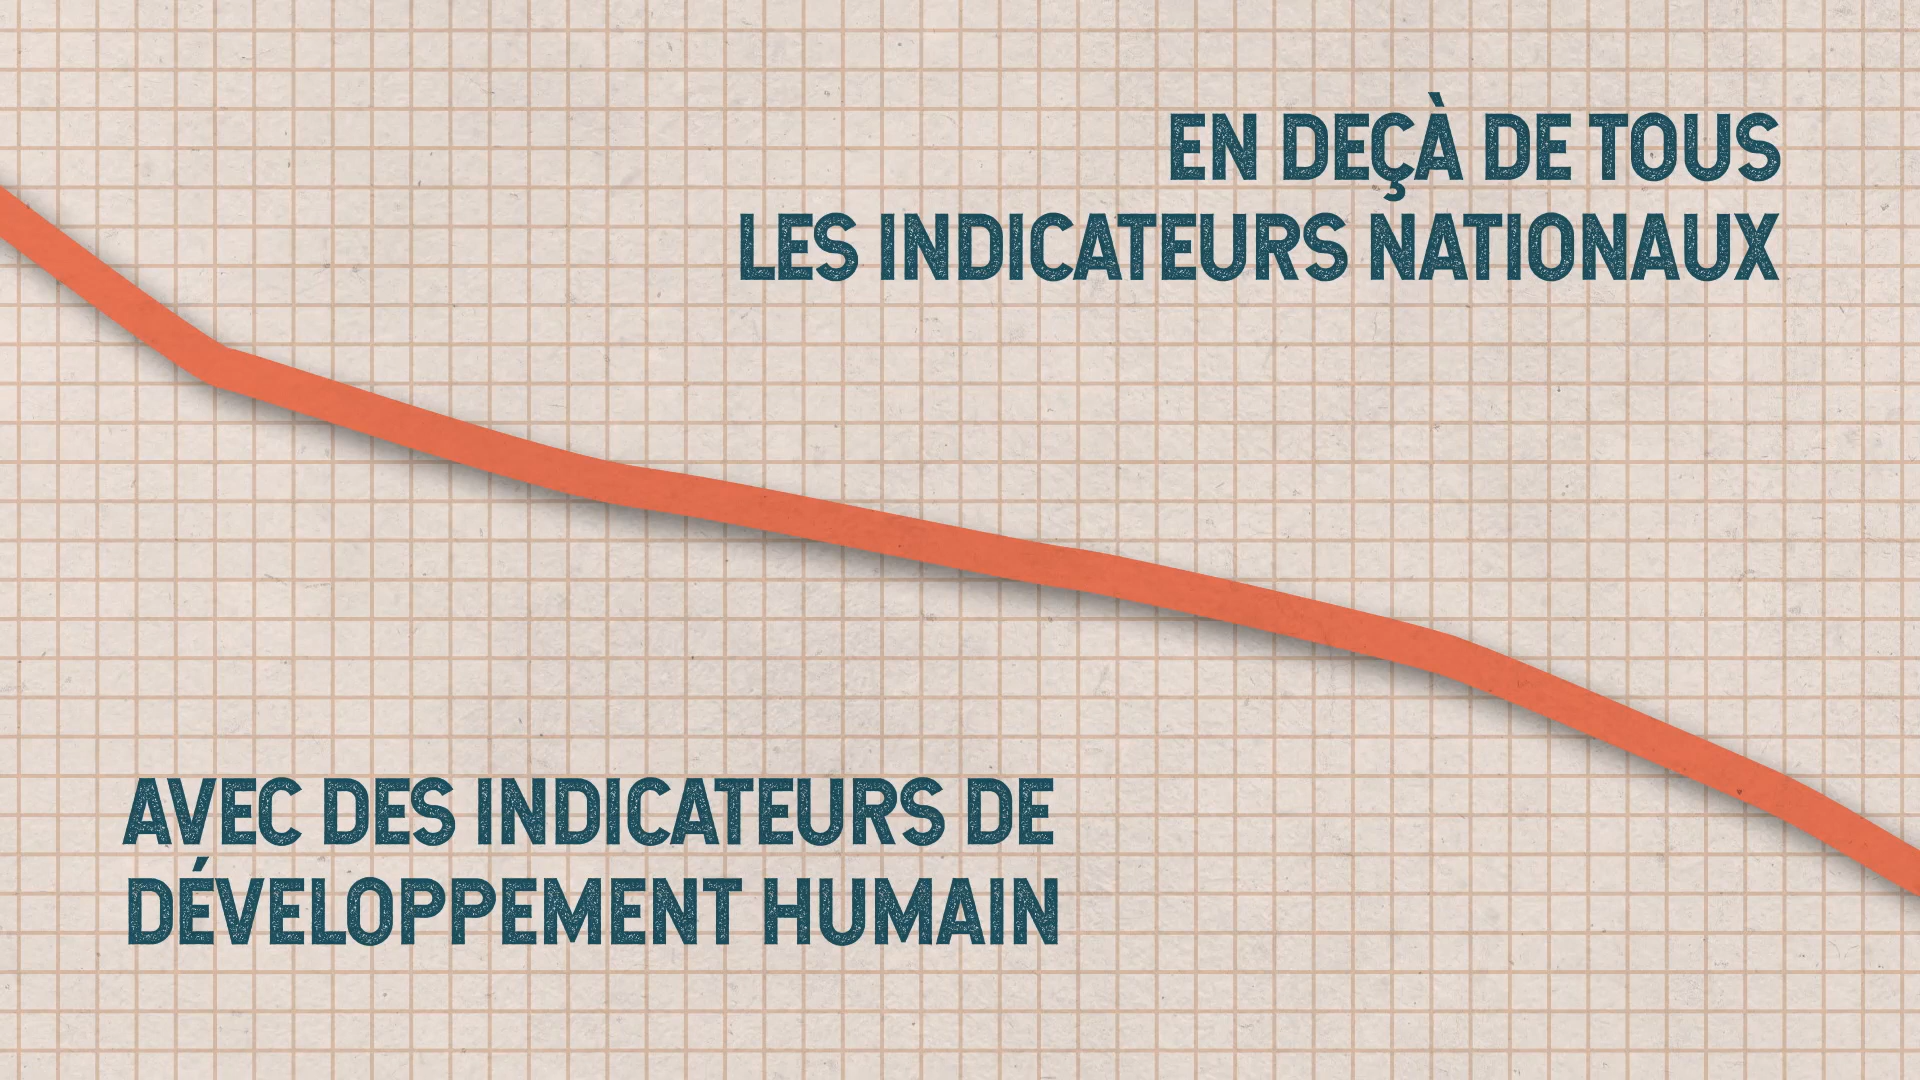 EN DEÇÀ DE TOUS
LES INDICATEURS NATIONAUX
AVEC DES INDICATEURS DE
DÉVELOPPEMENT HUMAIN